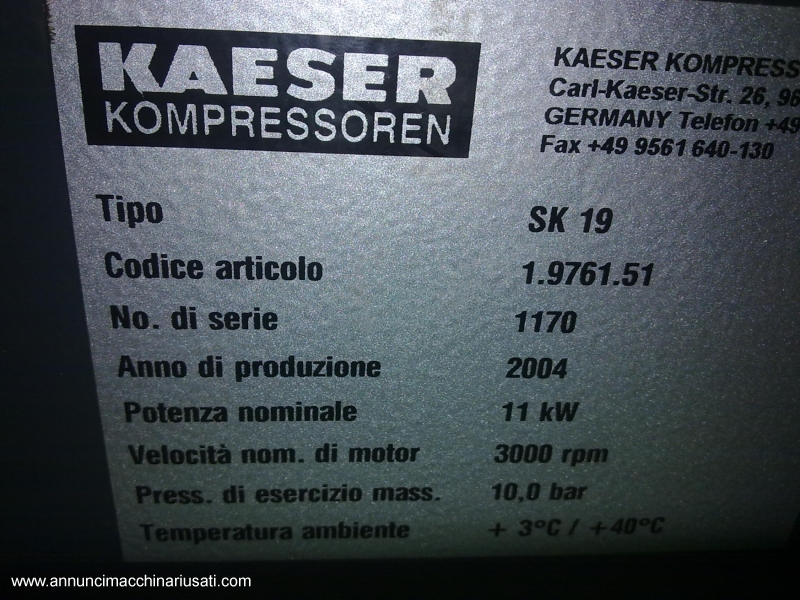 KAESER
KOMPRESSOREN
KAESER KOMPRESS
Carl-Kaeser-Str. 26, 96
GERMANY Telefon +49
Fax +49 9561 640-130
Tipo SK 19
Codice articolo 1.9761.51
No. di serie 1170
Anno di produzione 2004
Potenza nominale 11 kW
Velocità nom. di motor 3000 rpm
Press. di esercizio mass. 10,0 bar
Temperatura ambiente + 3°C / +40°C
www.annuncimacchinariusati.com